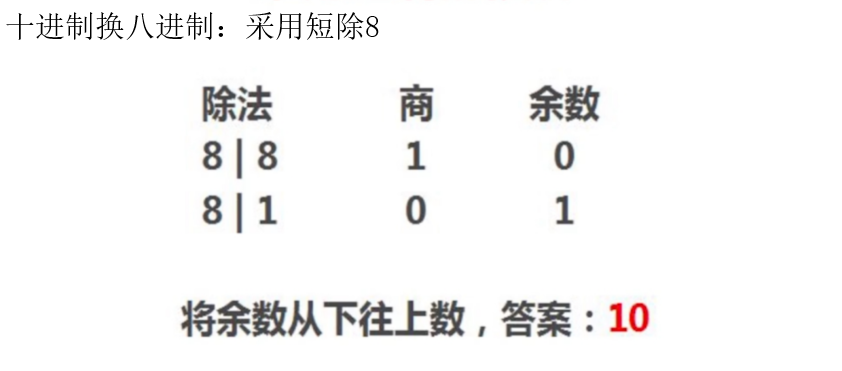 十进制换八进制：采用短除8
除法 商 余数
8 | 8 1 0
8 | 1 0 1
将余数从下往上数，答案：10